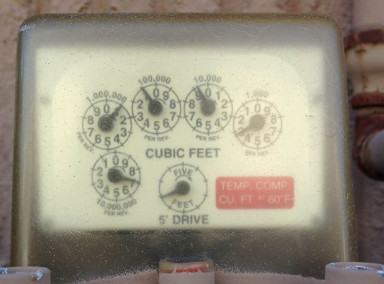 1,000,000
100,000
10,000
1,000
PER REV.
PER REV.
PER REV.
PER REV.
CUBIC FEET
10,000,000
PER REV.
FIVE
FEET
5' DRIVE
TEMP. COMP.
CU. FT. at 60°F